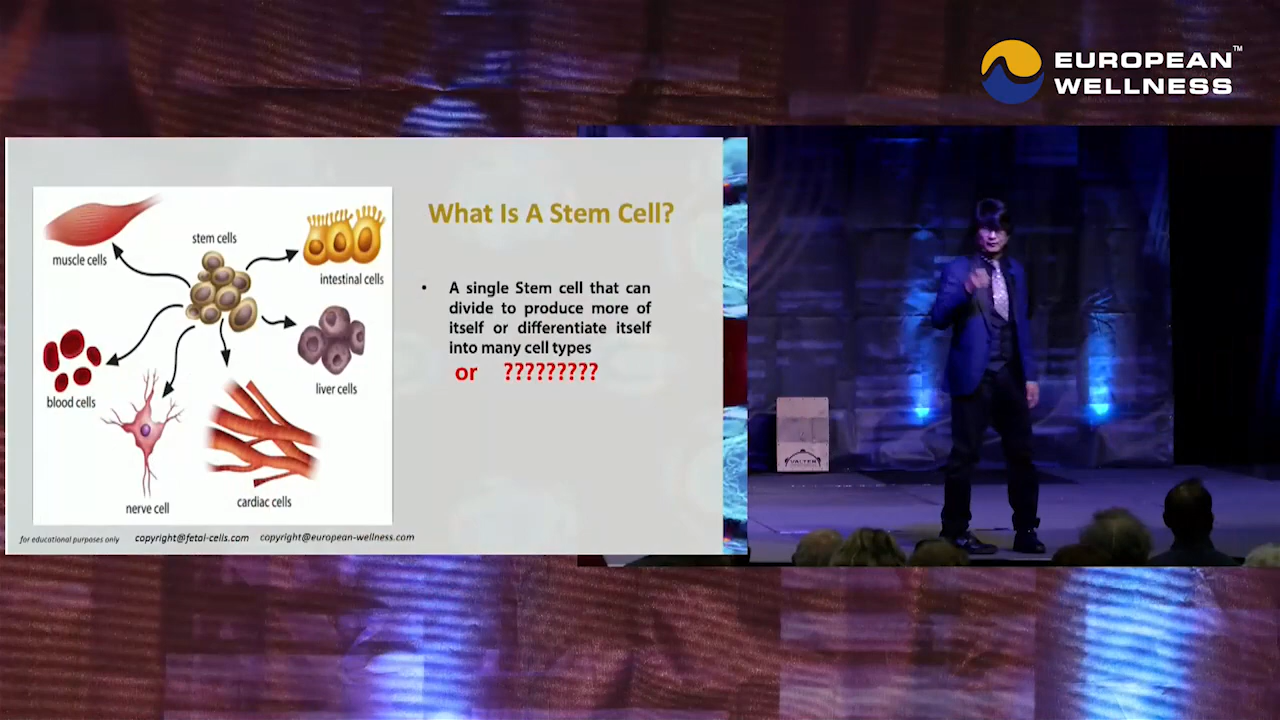 EUROPEAN™
WELLNESS
What Is A Stem Cell?
• A single Stem cell that can
divide to produce more of
itself or differentiate itself
into many cell types
or ?????????
stem cells
muscle cells
intestinal cells
blood cells
liver cells
nerve cell
cardiac cells
for educational purposes only copyright@fetal-cells.com copyright@european-wellness.com